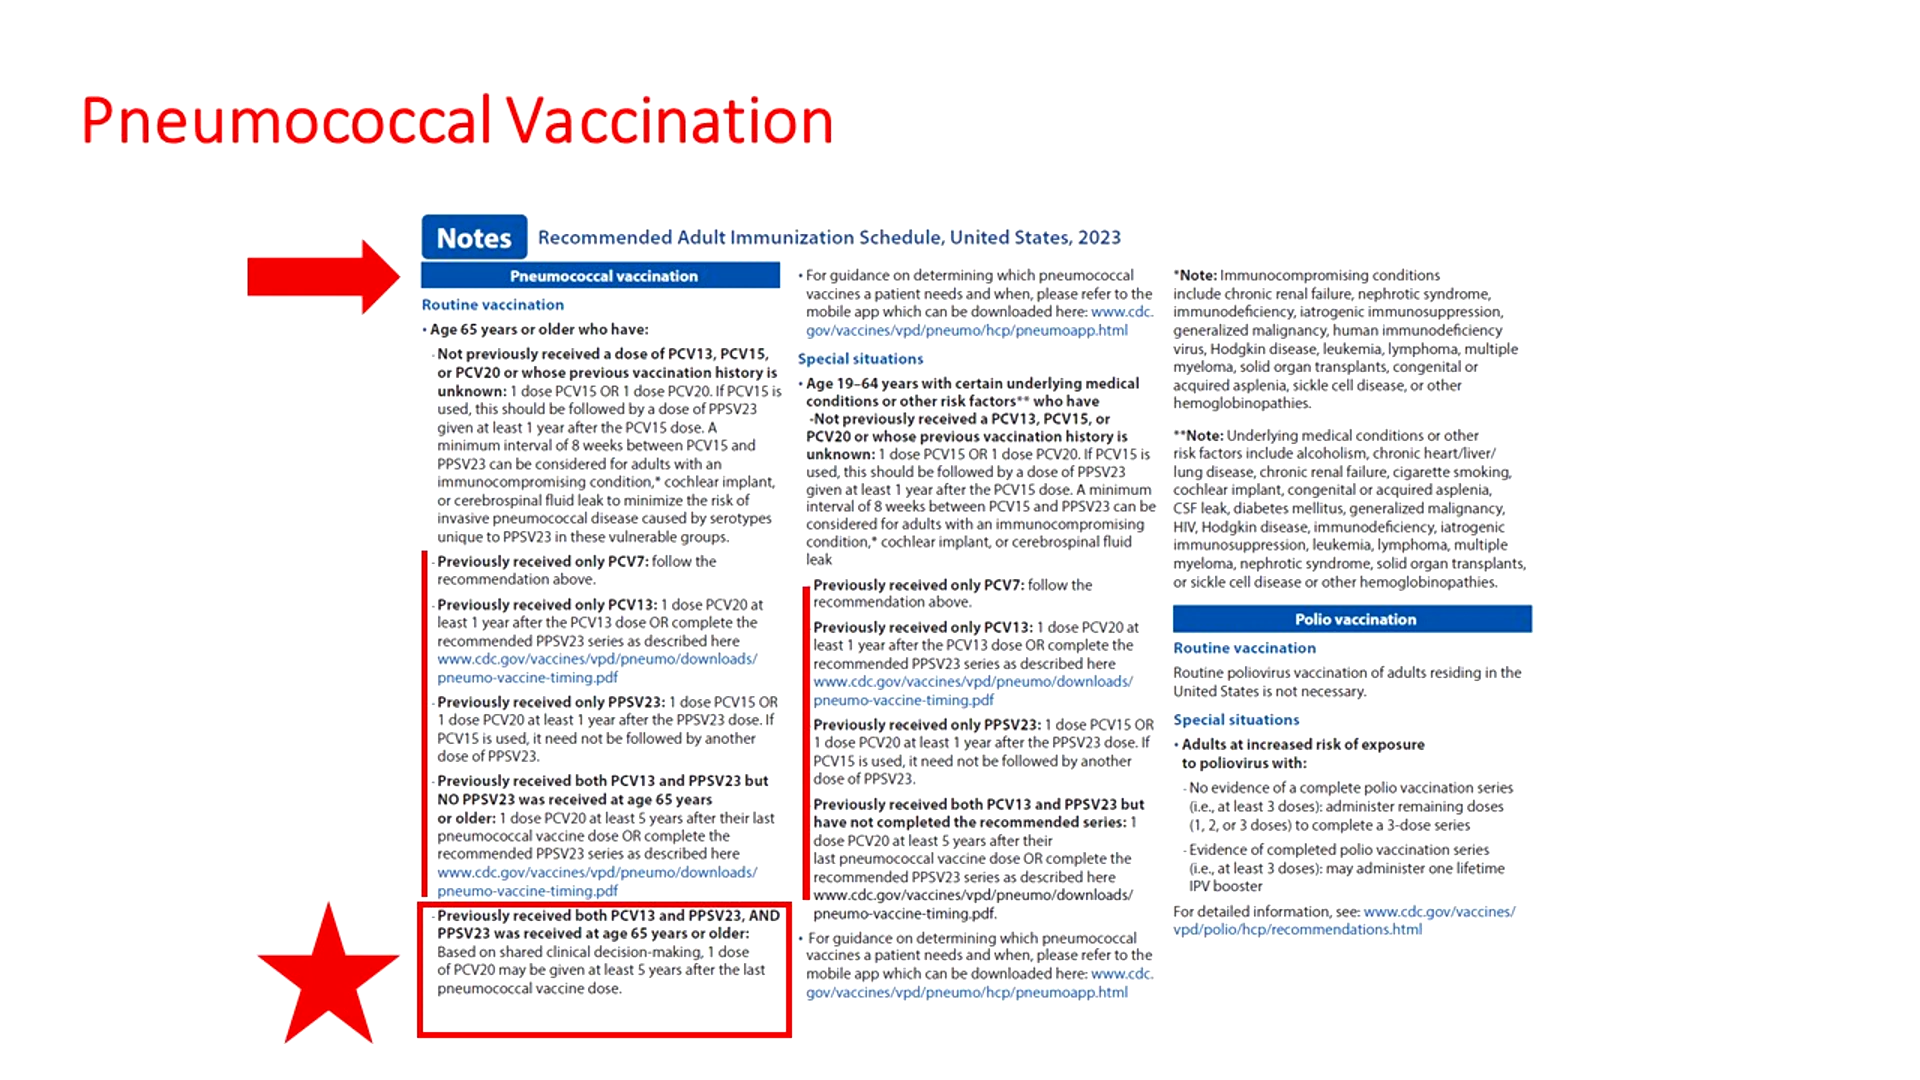 Pneumococcal Vaccination
Notes
Recommended Adult Immunization Schedule, United States, 2023
Pneumococcal vaccination
Routine vaccination
• Age 65 years or older who have:
- Not previously received a dose of PCV13, PCV15,
or PCV20 or whose previous vaccination history is
unknown: 1 dose PCV15 OR 1 dose PCV20. If PCV15 is
used, this should be followed by a dose of PPSV23
given at least 1 year after the PCV15 dose. A
minimum interval of 8 weeks between PCV15 and
PPSV23 can be considered for adults with an
immunocompromising condition,* cochlear implant,
or cerebrospinal fluid leak to minimize the risk of
invasive pneumococcal disease caused by serotypes
unique to PPSV23 in these vulnerable groups.
- Previously received only PCV7: follow the
recommendation above.
- Previously received only PCV13: 1 dose PCV20 at
least 1 year after the PCV13 dose OR complete the
recommended PPSV23 series as described here
www.cdc.gov/vaccines/vpd/pneumo/downloads/
pneumo-vaccine-timing.pdf
- Previously received only PPSV23: 1 dose PCV15 OR
1 dose PCV20 at least 1 year after the PPSV23 dose. If
PCV15 is used, it need not be followed by another
dose of PPSV23.
- Previously received both PCV13 and PPSV23 but
NO PPSV23 was received at age 65 years
or older: 1 dose PCV20 at least 5 years after their last
pneumococcal vaccine dose OR complete the
recommended PPSV23 series as described here
www.cdc.gov/vaccines/vpd/pneumo/downloads/
pneumo-vaccine-timing.pdf
- Previously received both PCV13 and PPSV23, AND
PPSV23 was received at age 65 years or older:
Based on shared clinical decision-making, 1 dose
of PCV20 may be given at least 5 years after the last
pneumococcal vaccine dose.
• For guidance on determining which pneumococcal
vaccines a patient needs and when, please refer to the
mobile app which can be downloaded here: www.cdc.
gov/vaccines/vpd/pneumo/hcp/pneumoapp.html
Special situations
• Age 19–64 years with certain underlying medical
conditions or other risk factors** who have
-Not previously received a PCV13, PCV15, or
PCV20 or whose previous vaccination history is
unknown: 1 dose PCV15 OR 1 dose PCV20. If PCV15 is
used, this should be followed by a dose of PPSV23
given at least 1 year after the PCV15 dose. A minimum
interval of 8 weeks between PCV15 and PPSV23 can be
considered for adults with an immunocompromising
condition,* cochlear implant, or cerebrospinal fluid
leak
Previously received only PCV7: follow the
recommendation above.
Previously received only PCV13: 1 dose PCV20 at
least 1 year after the PCV13 dose OR complete the
recommended PPSV23 series as described here
www.cdc.gov/vaccines/vpd/pneumo/downloads/
pneumo-vaccine-timing.pdf
Previously received only PPSV23: 1 dose PCV15 OR
1 dose PCV20 at least 1 year after the PPSV23 dose. If
PCV15 is used, it need not be followed by another
dose of PPSV23.
Previously received both PCV13 and PPSV23 but
have not completed the recommended series: 1
dose PCV20 at least 5 years after their
last pneumococcal vaccine dose OR complete the
recommended PPSV23 series as described here
www.cdc.gov/vaccines/vpd/pneumo/downloads/
pneumo-vaccine-timing.pdf.
• For guidance on determining which pneumococcal
vaccines a patient needs and when, please refer to the
mobile app which can be downloaded here: www.cdc.
gov/vaccines/vpd/pneumo/hcp/pneumoapp.html
*Note: Immunocompromising conditions
include chronic renal failure, nephrotic syndrome,
immunodeficiency, iatrogenic immunosuppression,
generalized malignancy, human immunodeficiency
virus, Hodgkin disease, leukemia, lymphoma, multiple
myeloma, solid organ transplants, congenital or
acquired asplenia, sickle cell disease, or other
hemoglobinopathies.
**Note: Underlying medical conditions or other
risk factors include alcoholism, chronic heart/liver/
lung disease, chronic renal failure, cigarette smoking,
cochlear implant, congenital or acquired asplenia,
CSF leak, diabetes mellitus, generalized malignancy,
HIV, Hodgkin disease, immunodeficiency, iatrogenic
immunosuppression, leukemia, lymphoma, multiple
myeloma, nephrotic syndrome, solid organ transplants,
or sickle cell disease or other hemoglobinopathies.
Polio vaccination
Routine vaccination
Routine poliovirus vaccination of adults residing in the
United States is not necessary.
Special situations
• Adults at increased risk of exposure
to poliovirus with:
- No evidence of a complete polio vaccination series
(i.e., at least 3 doses): administer remaining doses
(1, 2, or 3 doses) to complete a 3-dose series
- Evidence of completed polio vaccination series
(i.e., at least 3 doses): may administer one lifetime
IPV booster
For detailed information, see: www.cdc.gov/vaccines/
vpd/polio/hcp/recommendations.html